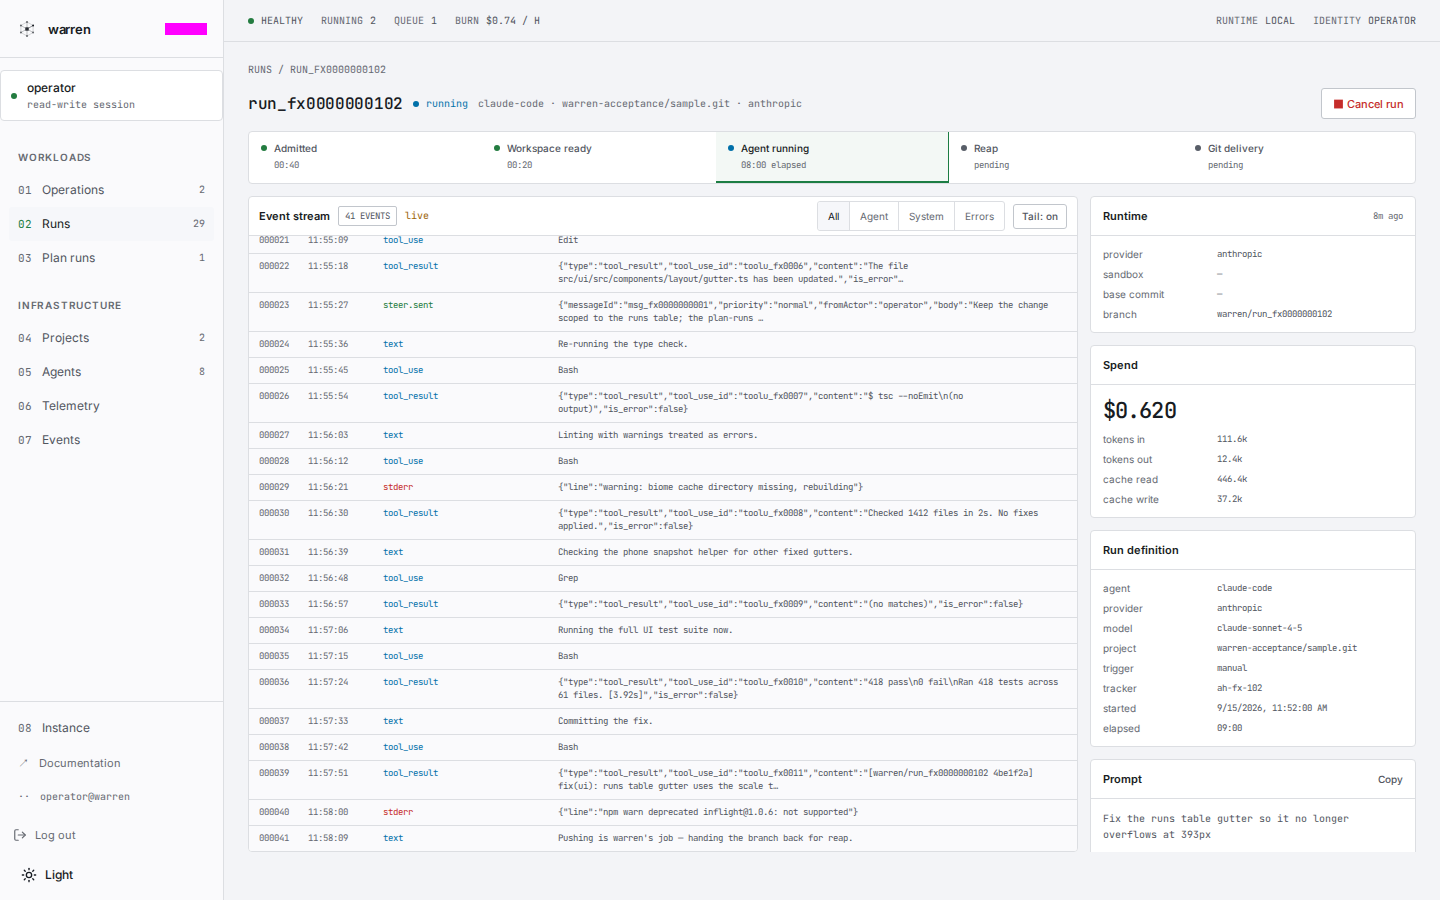 warren
operator
read-write session
WORKLOADS
01 Operations 2
02 Runs 29
03 Plan runs 1
INFRASTRUCTURE
04 Projects 2
05 Agents 8
06 Telemetry
07 Events
08 Instance
Documentation
operator@warren
Log out
Light
HEALTHY RUNNING 2 QUEUE 1 BURN $0.74 / H
RUNTIME LOCAL IDENTITY OPERATOR
RUNS / RUN_FX0000000102
run_fx0000000102 running claude-code · warren-acceptance/sample.git · anthropic
Cancel run
Admitted
00:40
Workspace ready
00:20
Agent running
08:00 elapsed
Reap
pending
Git delivery
pending
Event stream 41 EVENTS live
All Agent System Errors Tail: on
000021 11:55:09 tool_use Edit
000022 11:55:18 tool_result {"type":"tool_result","tool_use_id":"toolu_fx0006","content":"The file
src/ui/src/components/layout/gutter.ts has been updated.","is_error"…
000023 11:55:27 steer.sent {"messageId":"msg_fx0000000001","priority":"normal","fromActor":"operator","body":"Keep the change
scoped to the runs table; the plan-runs …
000024 11:55:36 text Re-running the type check.
000025 11:55:45 tool_use Bash
000026 11:55:54 tool_result {"type":"tool_result","tool_use_id":"toolu_fx0007","content":"$ tsc --noEmit\n(no
output)","is_error":false}
000027 11:56:03 text Linting with warnings treated as errors.
000028 11:56:12 tool_use Bash
000029 11:56:21 stderr {"line":"warning: biome cache directory missing, rebuilding"}
000030 11:56:30 tool_result {"type":"tool_result","tool_use_id":"toolu_fx0008","content":"Checked 1412 files in 2s. No fixes
applied.","is_error":false}
000031 11:56:39 text Checking the phone snapshot helper for other fixed gutters.
000032 11:56:48 tool_use Grep
000033 11:56:57 tool_result {"type":"tool_result","tool_use_id":"toolu_fx0009","content":"(no matches)","is_error":false}
000034 11:57:06 text Running the full UI test suite now.
000035 11:57:15 tool_use Bash
000036 11:57:24 tool_result {"type":"tool_result","tool_use_id":"toolu_fx0010","content":"418 pass\n0 fail\nRan 418 tests across
61 files. [3.92s]","is_error":false}
000037 11:57:33 text Committing the fix.
000038 11:57:42 tool_use Bash
000039 11:57:51 tool_result {"type":"tool_result","tool_use_id":"toolu_fx0011","content":"[warren/run_fx0000000102 4be1f2a]
fix(ui): runs table gutter uses the scale t…
000040 11:58:00 stderr {"line":"npm warn deprecated inflight@1.0.6: not supported"}
000041 11:58:09 text Pushing is warren's job — handing the branch back for reap.
Runtime 8m ago
provider anthropic
sandbox —
base commit —
branch warren/run_fx0000000102
Spend
$0.620
tokens in 111.6k
tokens out 12.4k
cache read 446.4k
cache write 37.2k
Run definition
agent claude-code
provider anthropic
model claude-sonnet-4-5
project warren-acceptance/sample.git
trigger manual
tracker ah-fx-102
started 9/15/2026, 11:52:00 AM
elapsed 09:00
Prompt Copy
Fix the runs table gutter so it no longer
overflows at 393px